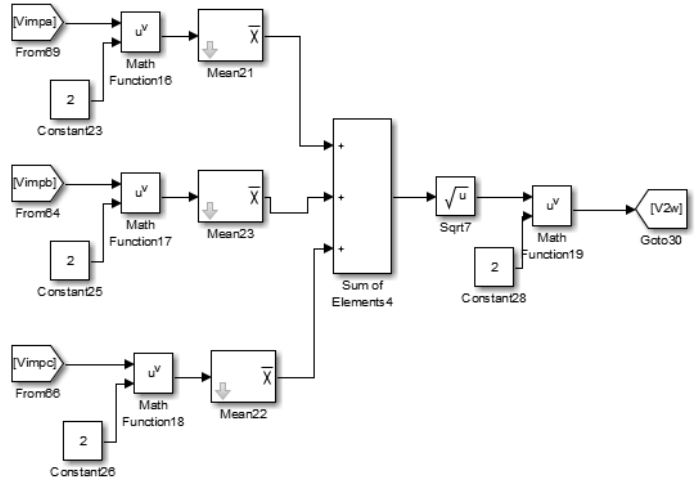 [Vimpa]
From69
u^v
Math
Function16
2
Constant23
X
Mean21
[Vimpb]
From64
u^v
Math
Function17
2
Constant25
X
Mean23
[Vimpc]
From66
u^v
Math
Function18
2
Constant26
X
Mean22
+
+
+
Sum of
Elements4
√u
Sqrt7
u^v
Math
Function19
2
Constant28
[V2w]
Goto30